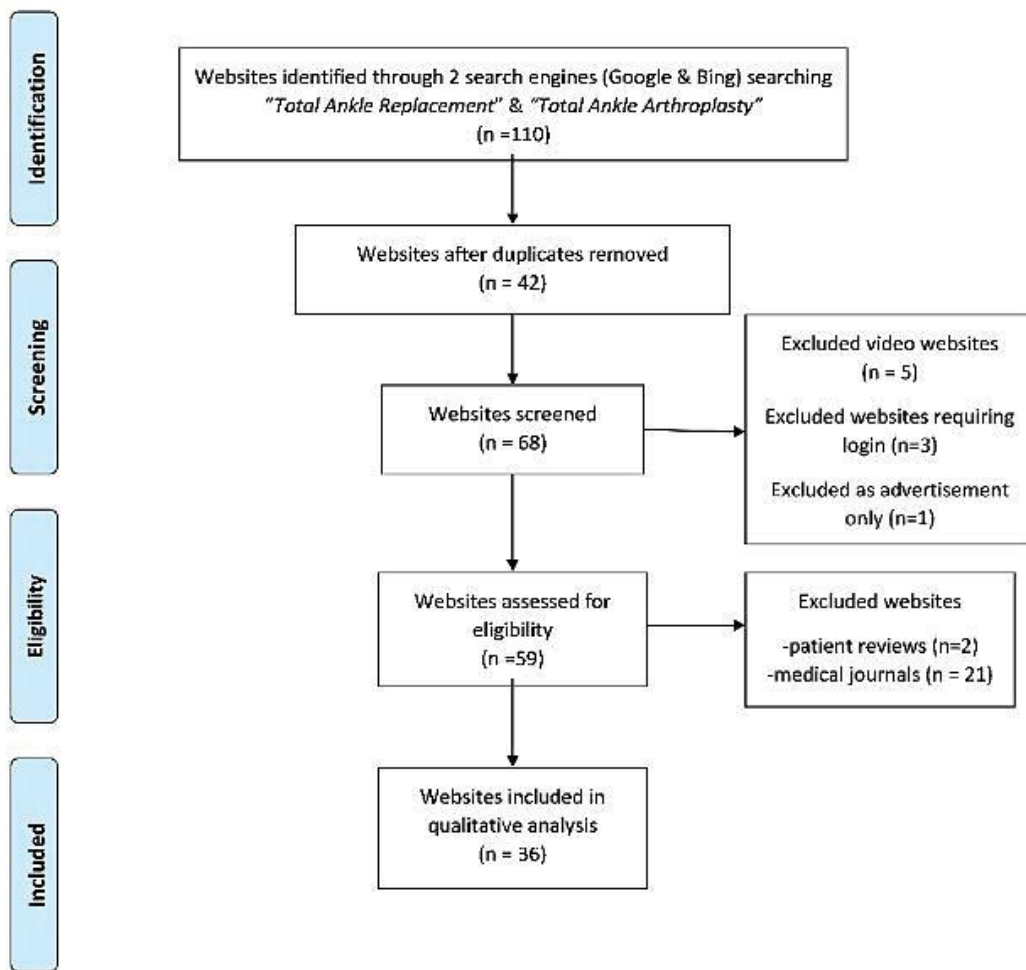 Identification
Websites identified through 2 search engines (Google & Bing) searching
"Total Ankle Replacement" & "Total Ankle Arthroplasty"
(n =110)
Websites after duplicates removed
(n = 42)
Screening
Websites screened
(n = 68)
Excluded video websites
(n = 5)
Excluded websites requiring
login (n=3)
Excluded as advertisement
only (n=1)
Eligibility
Websites assessed for
eligibility
(n =59)
Excluded websites
-patient reviews (n=2)
-medical journals (n = 21)
Included
Websites included in
qualitative analysis
(n = 36)